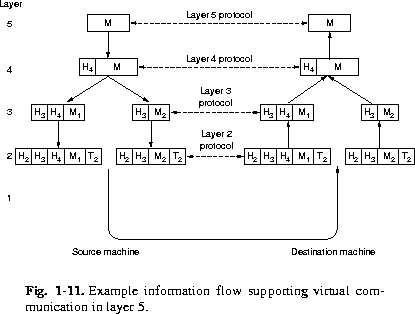 Layer
5 M Layer 5 protocol M
4 H4 M Layer 4 protocol H4 M
Layer 3
protocol
3 H3 H4 M1 H3 M2 H3 H4 M1 H3 M2
Layer 2
protocol
2 H2 H3 H4 M1 T2 H2 H3 M2 T2 H2 H3 H4 M1 T2 H2 H3 M2 T2
1
Source machine Destination machine
Fig. 1-11. Example information flow supporting virtual com-
munication in layer 5.